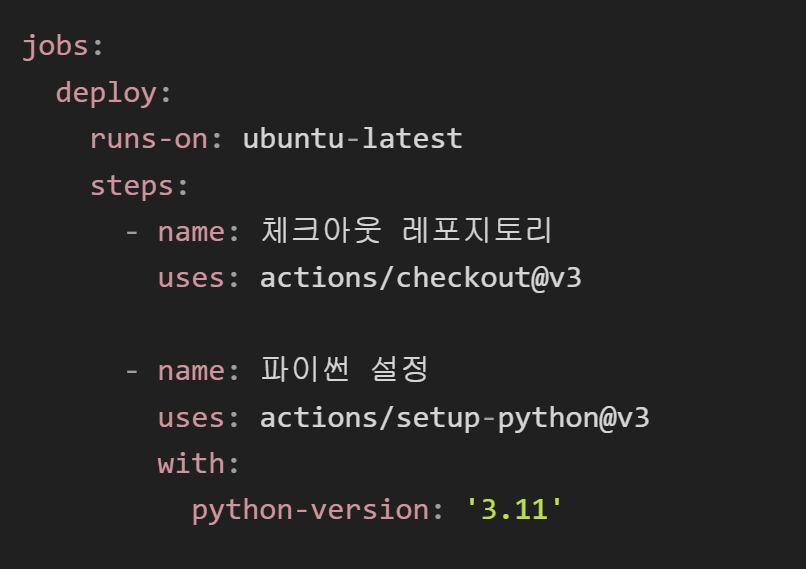 jobs:
  deploy:
    runs-on: ubuntu-latest
    steps:
      - name: 체크아웃 레포지토리
        uses: actions/checkout@v3

      - name: 파이썬 설정
        uses: actions/setup-python@v3
        with:
          python-version: '3.11'